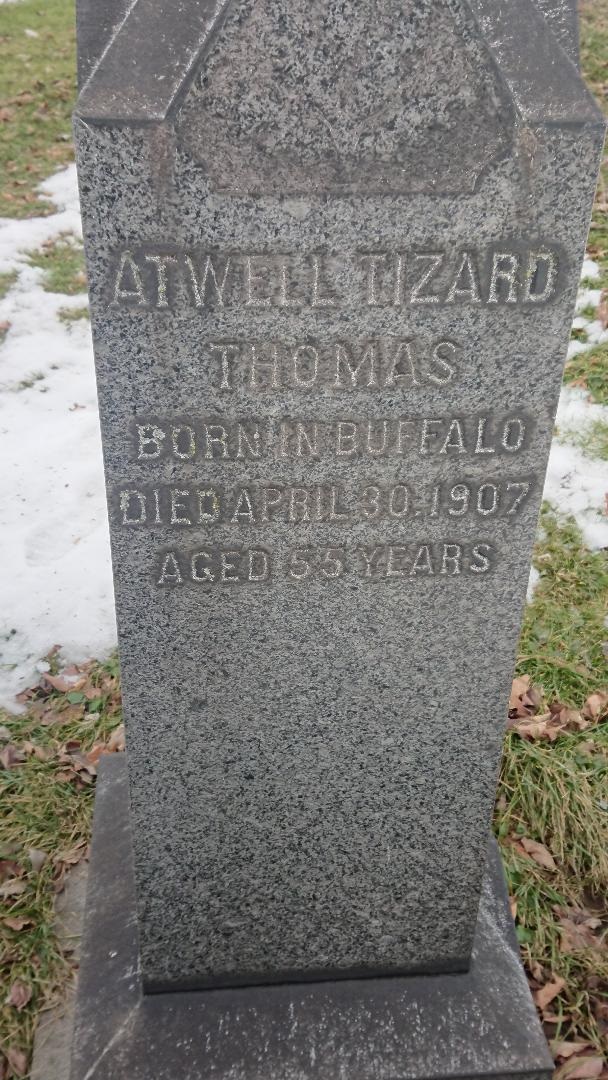 ATWELL TIZARD
THOMAS
BORN IN BUFFALO
DIED APRIL 30. 1907
AGED 55 YEARS